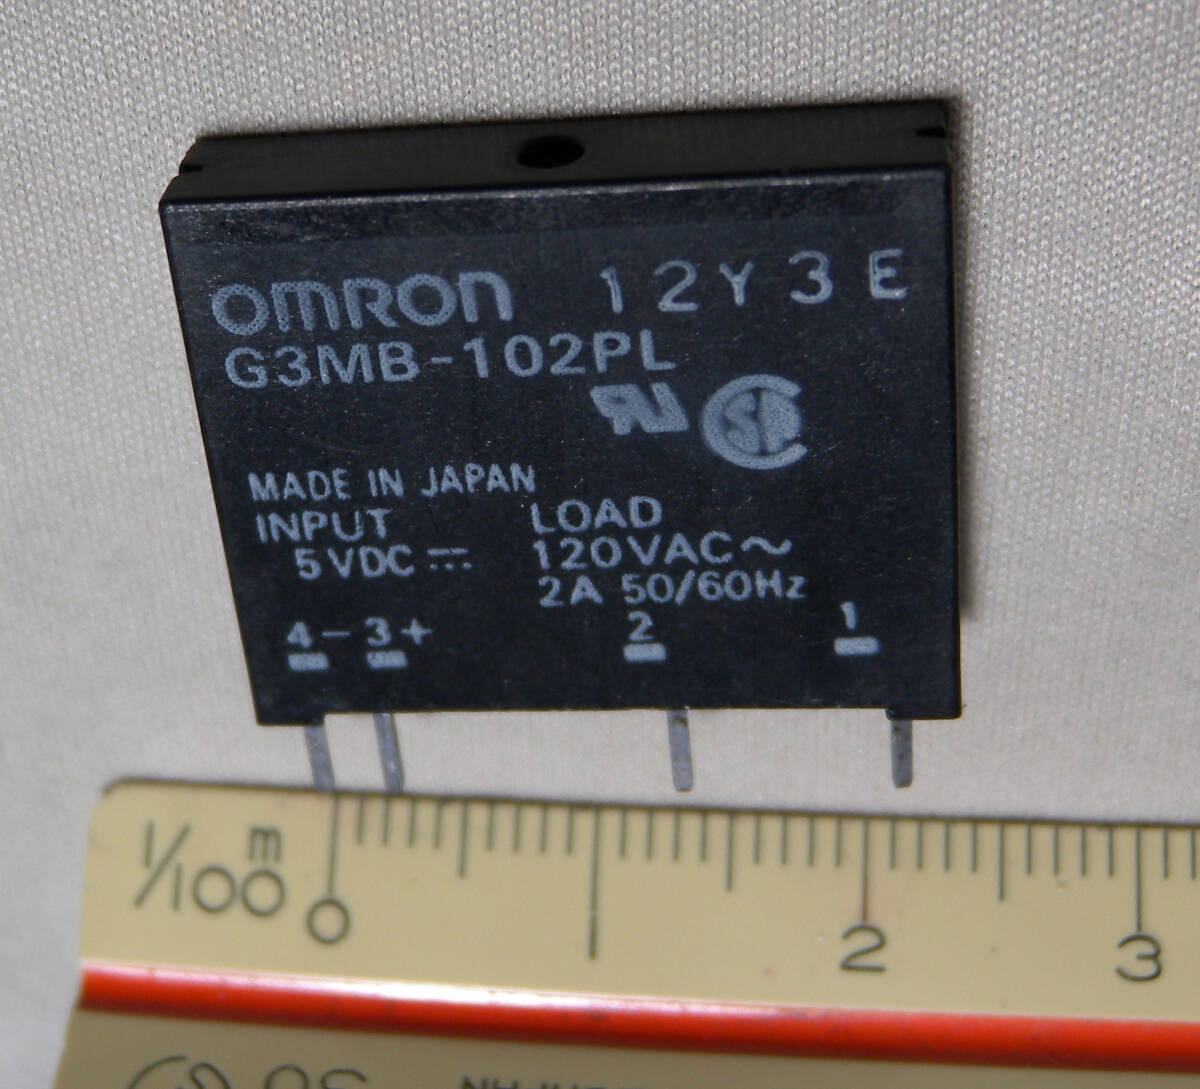 OMRON 12Y3E
G3MB-102PL
MADE IN JAPAN
INPUT LOAD
5VDC⎓ 120VAC~
2A 50/60Hz
4- 3+ 2 1
1/100 m
0 2 3